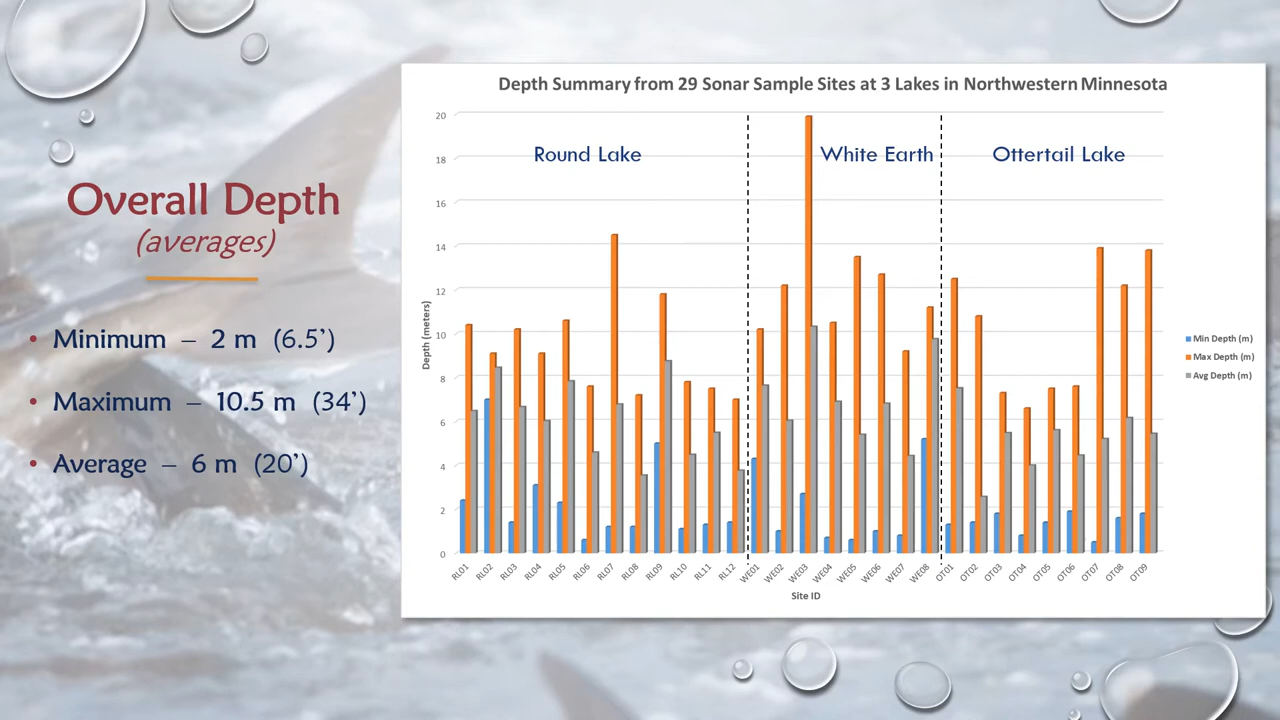 Overall Depth
(averages)
• Minimum – 2 m (6.5’)
• Maximum – 10.5 m (34’)
• Average – 6 m (20’)
Depth Summary from 29 Sonar Sample Sites at 3 Lakes in Northwestern Minnesota
Round Lake
White Earth
Ottertail Lake
Depth (meters)
20
18
16
14
12
10
8
6
4
2
0
RL01 RL02 RL03 RL04 RL05 RL06 RL07 RL08 RL09 RL10 RL11 RL12 WE01 WE02 WE03 WE04 WE05 WE06 WE07 WE08 OT01 OT02 OT03 OT04 OT05 OT06 OT07 OT08 OT09
Site ID
Min Depth (m)
Max Depth (m)
Avg Depth (m)